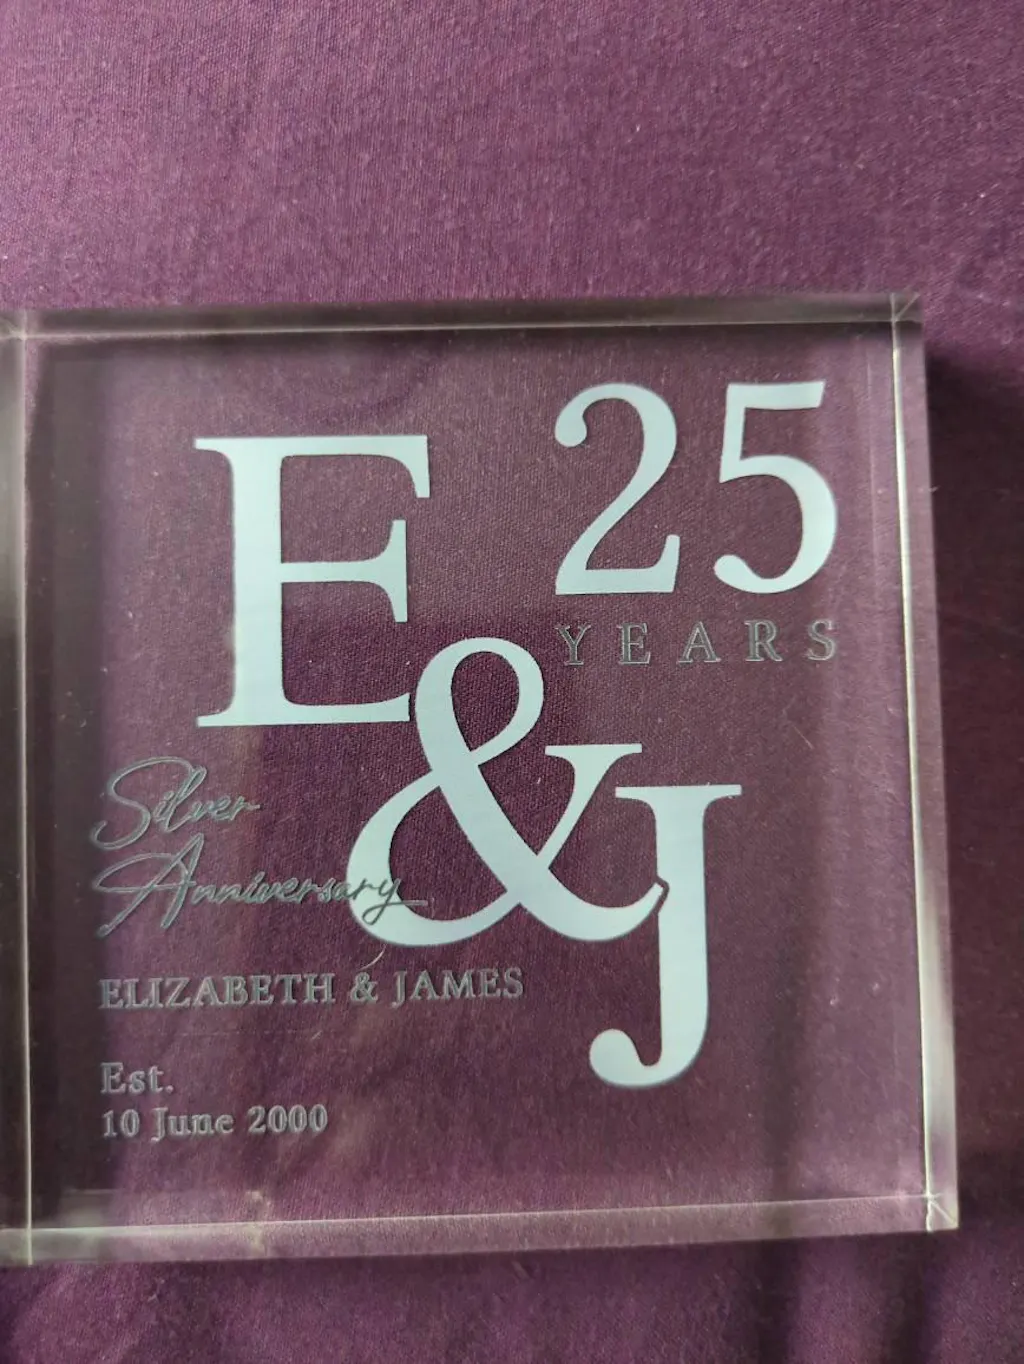 E
25
YEARS
&
J
Silver
Anniversary
ELIZABETH & JAMES
Est.
10 June 2000